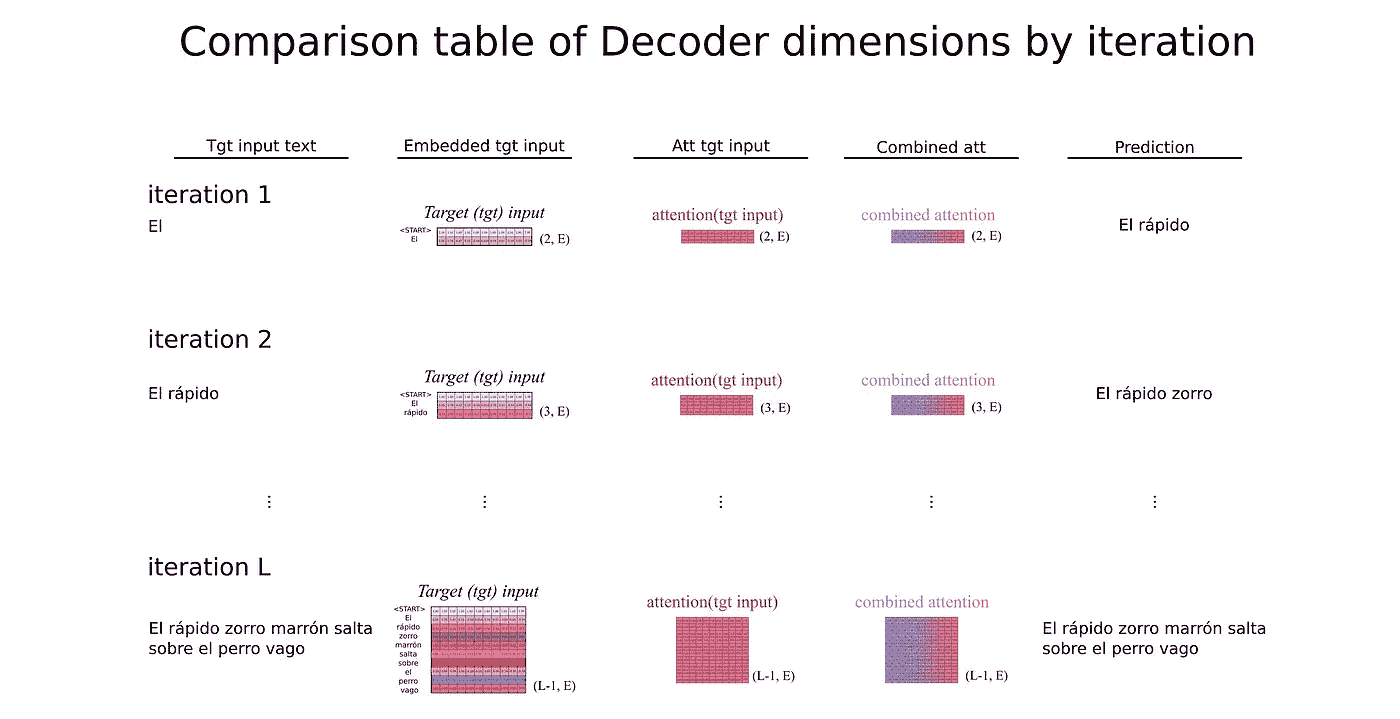 Comparison table of Decoder dimensions by iteration
Tgt input text
Embedded tgt input
Att tgt input
Combined att
Prediction
iteration 1
El
Target (tgt) input
<START>
El
(2, E)
attention(tgt input)
(2, E)
combined attention
(2, E)
El rápido
iteration 2
El rápido
Target (tgt) input
<START>
El
rápido
(3, E)
attention(tgt input)
(3, E)
combined attention
(3, E)
El rápido zorro
iteration L
El rápido zorro marrón salta
sobre el perro vago
Target (tgt) input
<START>
El
rápido
zorro
marrón
salta
sobre
el
perro
vago
(L-1, E)
attention(tgt input)
(L-1, E)
combined attention
(L-1, E)
El rápido zorro marrón salta
sobre el perro vago